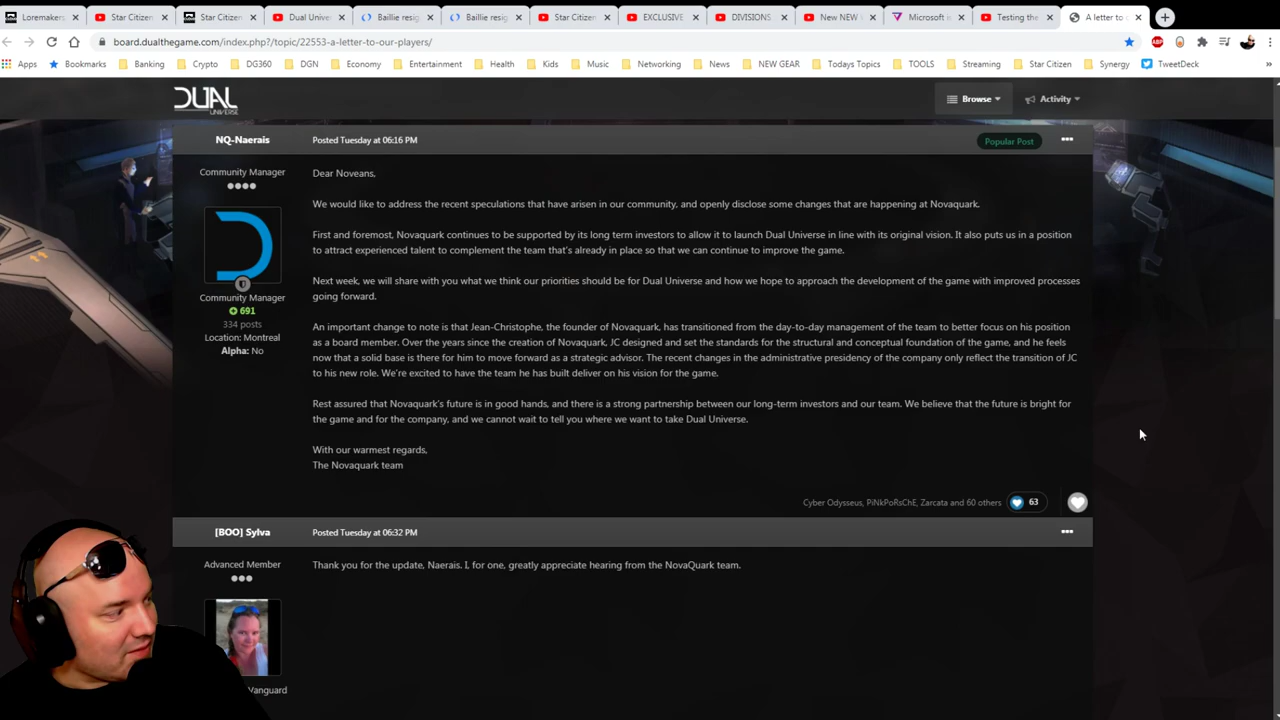 Loremakers:
Star Citizen
Star Citizen
Dual Unive
Baillie resig
Baillie resig
Star Citizen
EXCLUSIVE
DIVISIONS
New NEW
Microsoft
Testing the
A letter to
board.dualthegame.com/index.php?/topic/22553-a-letter-to-our-players/
ABP
Apps Bookmarks Banking Crypto DG360 DGN Economy Entertainment Health Kids Music Networking News NEW GEAR Todays Topics TOOLS Streaming Star Citizen Synergy TweetDeck »
DUAL
UNIVERSE
Browse
Activity
NQ-Naerais
Posted Tuesday at 06:16 PM
Popular Post
Community Manager
Community Manager
691
334 posts
Location: Montreal
Alpha: No
Dear Noveans,
We would like to address the recent speculations that have arisen in our community, and openly disclose some changes that are happening at Novaquark.
First and foremost, Novaquark continues to be supported by its long term investors to allow it to launch Dual Universe in line with its original vision. It also puts us in a position
to attract experienced talent to complement the team that's already in place so that we can continue to improve the game.
Next week, we will share with you what we think our priorities should be for Dual Universe and how we hope to approach the development of the game with improved processes
going forward.
An important change to note is that Jean-Christophe, the founder of Novaquark, has transitioned from the day-to-day management of the team to better focus on his position
as a board member. Over the years since the creation of Novaquark, JC designed and set the standards for the structural and conceptual foundation of the game, and he feels
now that a solid base is there for him to move forward as a strategic advisor. The recent changes in the administrative presidency of the company only reflect the transition of JC
to his new role. We're excited to have the team he has built deliver on his vision for the game.
Rest assured that Novaquark's future is in good hands, and there is a strong partnership between our long-term investors and our team. We believe that the future is bright for
the game and for the company, and we cannot wait to tell you where we want to take Dual Universe.
With our warmest regards,
The Novaquark team
Cyber Odysseus, PiNkPoRsChE, Zarcata and 60 others
63
[BOO] Sylva
Posted Tuesday at 06:32 PM
Advanced Member
Thank you for the update, Naerais. I, for one, greatly appreciate hearing from the NovaQuark team.
Vanguard